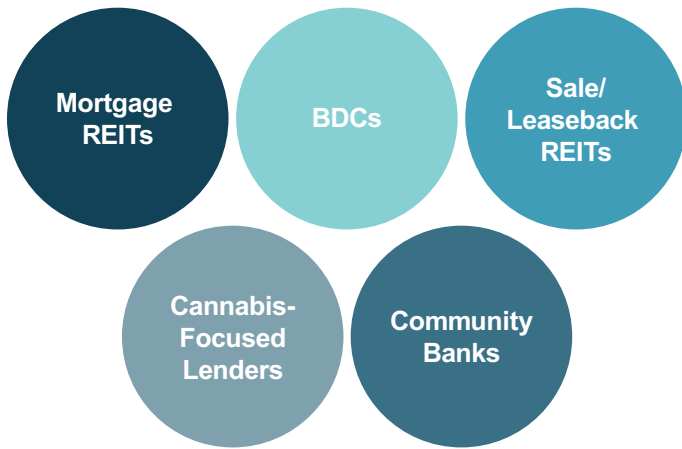 Mortgage
REITs
BDCs
Sale/
Leaseback
REITs
Cannabis-
Focused
Lenders
Community
Banks